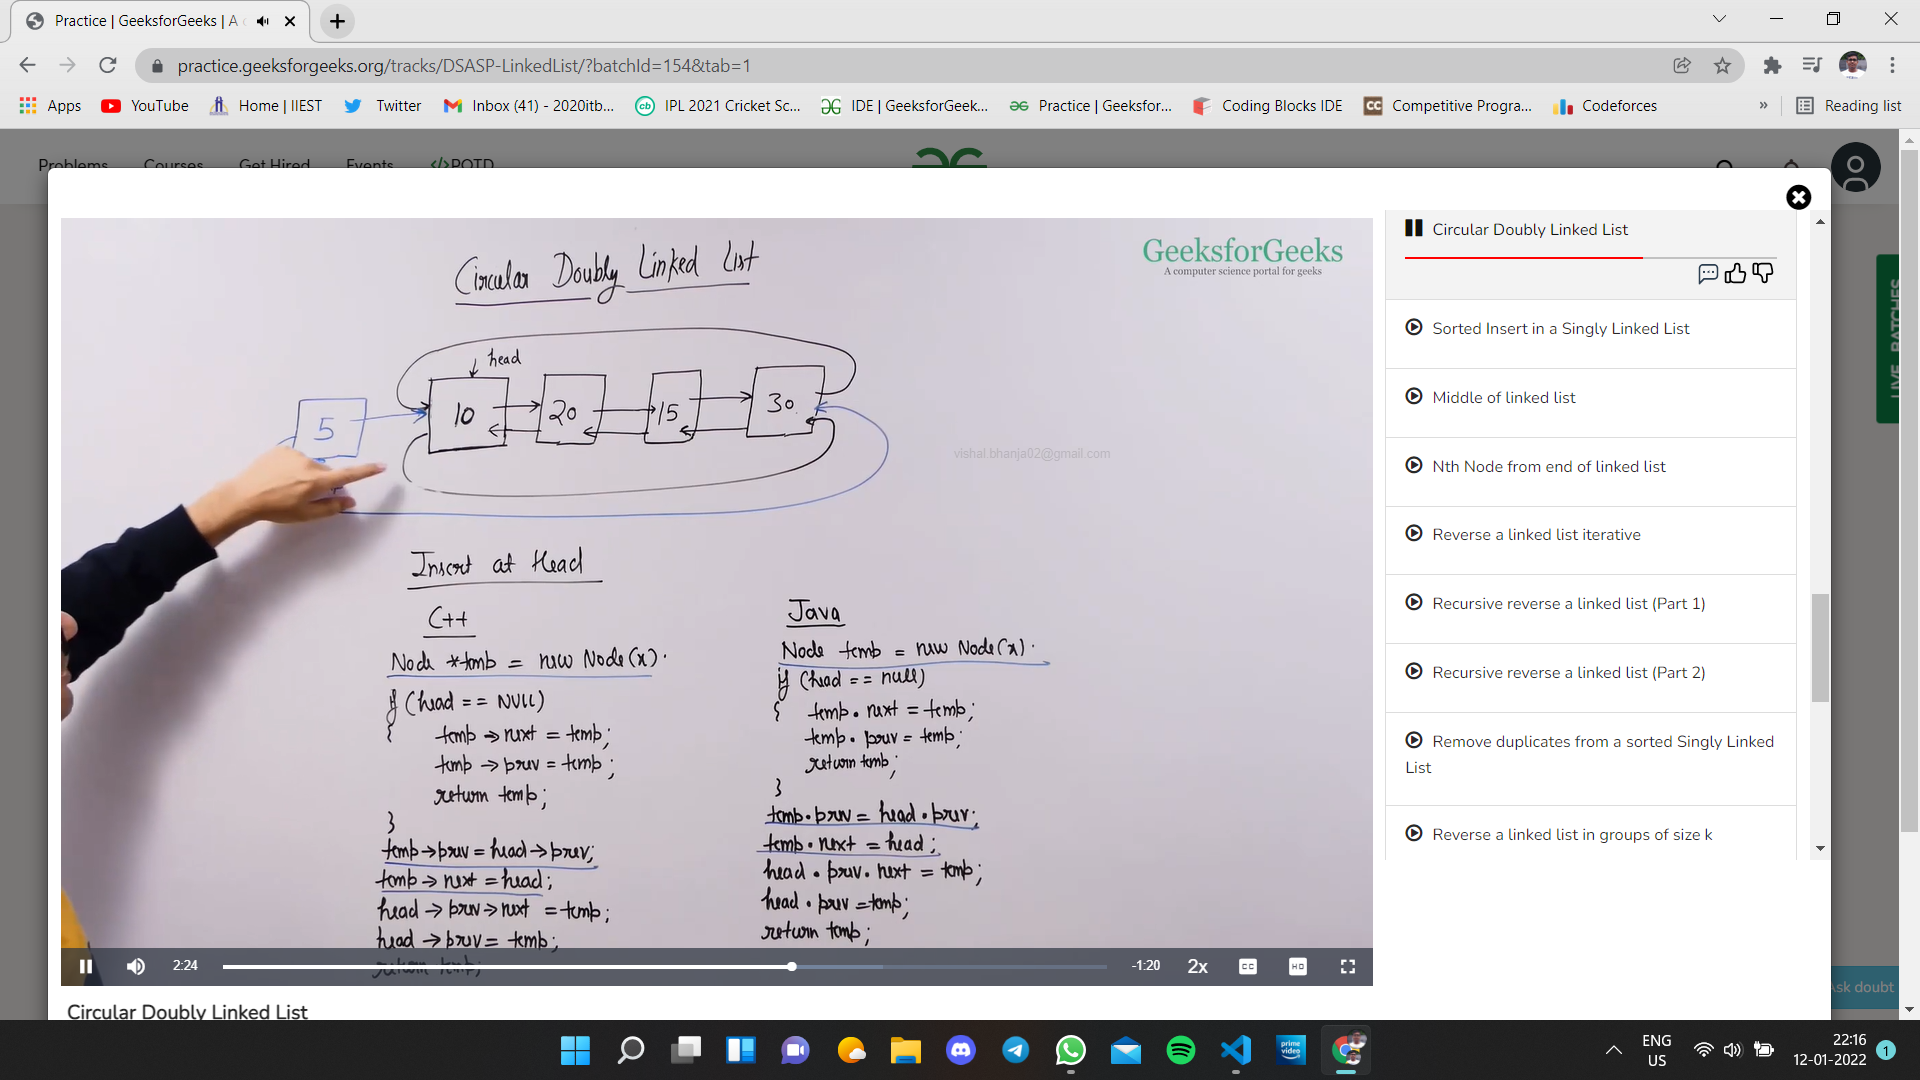 Practice | GeeksforGeeks | A
practice.geeksforgeeks.org/tracks/DSASP-LinkedList/?batchId=154&tab=1
Apps YouTube Home | IIEST Twitter Inbox (41) - 2020itb... IPL 2021 Cricket Sc... IDE | GeeksforGeek... Practice | Geeksfor... Coding Blocks IDE CC Competitive Progra... Codeforces » Reading list
Problems Courses Get Hired Events POTD
LIVE BATCHES
Circular Doubly Linked List
GeeksforGeeks
A computer science portal for geeks
head
5 10 20 15 30
vishal.bhanja02@gmail.com
Insert at Head
C++
Node *temp = new Node(x).
if (head == NULL)
{ temp → next = temp;
temp → prev = temp;
return temp;
}
temp→prev = head→prev;
temp → next = head;
head → prev → next = temp;
head → prev = temp;
return temp;
Java
Node temp = new Node(x).
if (head == null)
{ temp. next = temp;
temp. prev = temp;
return temp;
}
temp.prev = head.prev;
temp.next = head;
head.prev.next = temp;
head.prev = temp;
return temp;
2:24 -1:20 2x CC HD
Circular Doubly Linked List
Circular Doubly Linked List
Sorted Insert in a Singly Linked List
Middle of linked list
Nth Node from end of linked list
Reverse a linked list iterative
Recursive reverse a linked list (Part 1)
Recursive reverse a linked list (Part 2)
Remove duplicates from a sorted Singly Linked
List
Reverse a linked list in groups of size k
Ask doubt
prime video
ENG
US
22:16
12-01-2022
1